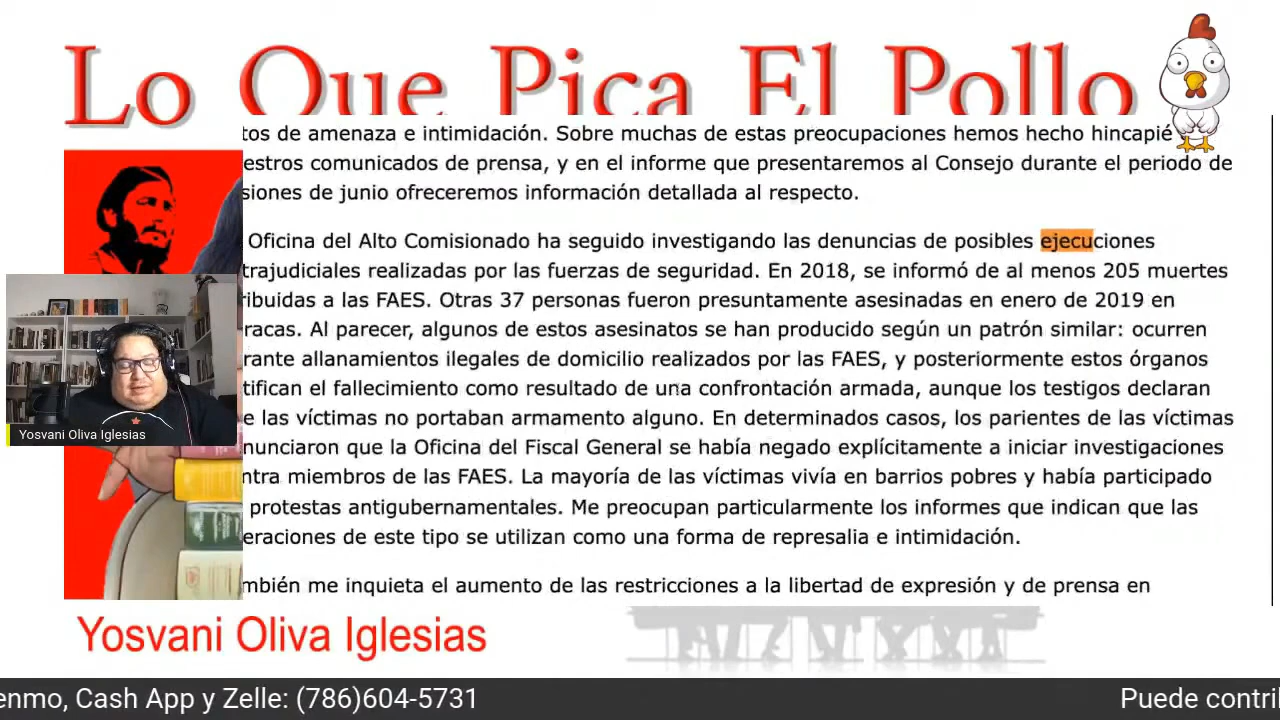 Lo Que Pica El Pollo
tos de amenaza e intimidación. Sobre muchas de estas preocupaciones hemos hecho hincapié
estros comunicados de prensa, y en el informe que presentaremos al Consejo durante el periodo de
siones de junio ofreceremos información detallada al respecto.
Oficina del Alto Comisionado ha seguido investigando las denuncias de posibles ejecuciones
trajudiciales realizadas por las fuerzas de seguridad. En 2018, se informó de al menos 205 muertes
ribuidas a las FAES. Otras 37 personas fueron presuntamente asesinadas en enero de 2019 en
racas. Al parecer, algunos de estos asesinatos se han producido según un patrón similar: ocurren
rante allanamientos ilegales de domicilio realizados por las FAES, y posteriormente estos órganos
tifican el fallecimiento como resultado de una confrontación armada, aunque los testigos declaran
e las víctimas no portaban armamento alguno. En determinados casos, los parientes de las víctimas
nunciaron que la Oficina del Fiscal General se había negado explícitamente a iniciar investigaciones
ntra miembros de las FAES. La mayoría de las víctimas vivía en barrios pobres y había participado
protestas antigubernamentales. Me preocupan particularmente los informes que indican que las
eraciones de este tipo se utilizan como una forma de represalia e intimidación.
mbién me inquieta el aumento de las restricciones a la libertad de expresión y de prensa en
Yosvani Oliva Iglesias
Yosvani Oliva Iglesias
enmo, Cash App y Zelle: (786)604-5731
Puede contril